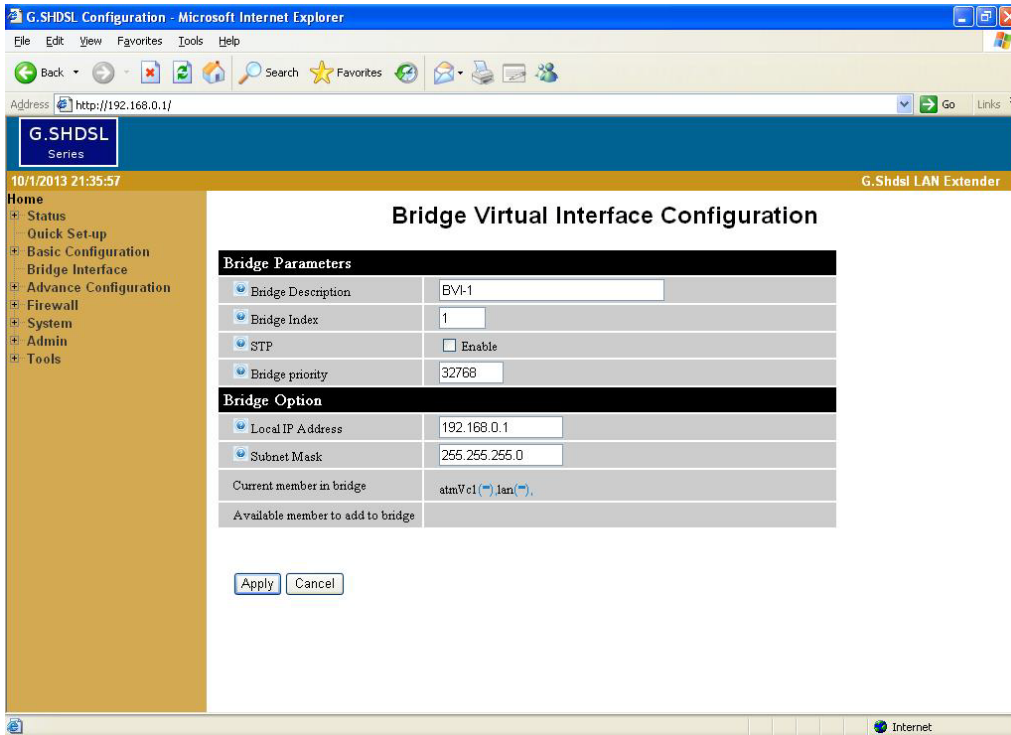 G.SHDSL Configuration - Microsoft Internet Explorer
File Edit View Favorites Tools Help
Back Search Favorites
Address http://192.168.0.1/ Go Links
G.SHDSL
Series
10/1/2013 21:35:57 G.Shdsl LAN Extender
Home
Status
Quick Set-up
Basic Configuration
Bridge Interface
Advance Configuration
Firewall
System
Admin
Tools
Bridge Virtual Interface Configuration
Bridge Parameters
Bridge Description BVI-1
Bridge Index 1
STP Enable
Bridge priority 32768
Bridge Option
Local IP Address 192.168.0.1
Subnet Mask 255.255.255.0
Current member in bridge atmVc1(-),lan(-),
Available member to add to bridge
Apply Cancel
Internet